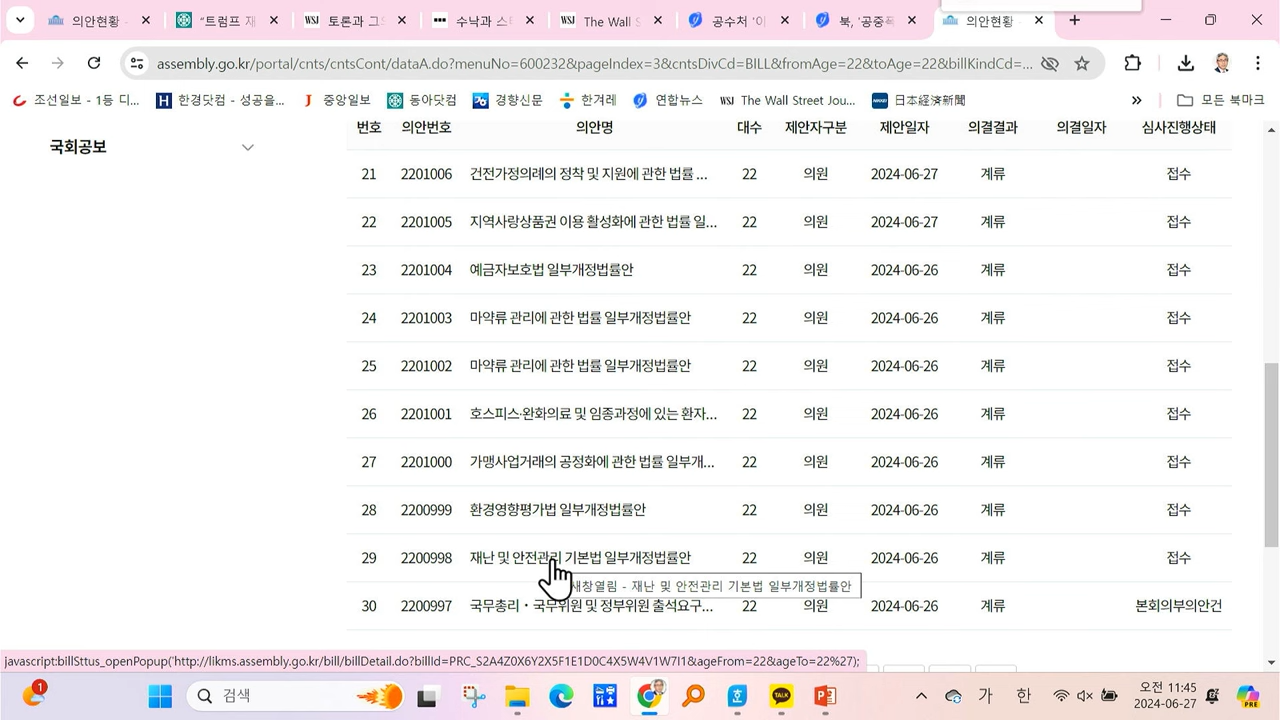 의안현황
“트럼프 재
토론과 그
수낙과 스
The Wall S
공수처 '이
북, '공중폭
의안현황
assembly.go.kr/portal/cnts/cntsCont/dataA.do?menuNo=600232&pageIndex=3&cntsDivCd=BILL&fromAge=22&toAge=22&billKindCd=...
조선일보 - 1등 디... 한경닷컴 - 성공을... 중앙일보 동아닷컴 경향신문 한겨레 연합뉴스 WSJ The Wall Street Jou... 日本経済新聞 » 모든 북마크
국회공보
번호 의안번호 의안명 대수 제안자구분 제안일자 의결결과 의결일자 심사진행상태
21 2201006 건전가정의례의 정착 및 지원에 관한 법률 ... 22 의원 2024-06-27 계류 접수
22 2201005 지역사랑상품권 이용 활성화에 관한 법률 일... 22 의원 2024-06-27 계류 접수
23 2201004 예금자보호법 일부개정법률안 22 의원 2024-06-26 계류 접수
24 2201003 마약류 관리에 관한 법률 일부개정법률안 22 의원 2024-06-26 계류 접수
25 2201002 마약류 관리에 관한 법률 일부개정법률안 22 의원 2024-06-26 계류 접수
26 2201001 호스피스·완화의료 및 임종과정에 있는 환자... 22 의원 2024-06-26 계류 접수
27 2201000 가맹사업거래의 공정화에 관한 법률 일부개... 22 의원 2024-06-26 계류 접수
28 2200999 환경영향평가법 일부개정법률안 22 의원 2024-06-26 계류 접수
29 2200998 재난 및 안전관리 기본법 일부개정법률안 22 의원 2024-06-26 계류 접수
새창열림 - 재난 및 안전관리 기본법 일부개정법률안
30 2200997 국무총리・국무위원 및 정부위원 출석요구... 22 의원 2024-06-26 계류 본회의부의안건
javascript:billSttus_openPopup('http://likms.assembly.go.kr/bill/billDetail.do?billId=PRC_S2A4Z0X6Y2X5F1E1D0C4X5W4V1W7I1&ageFrom=22&ageTo=22%27);
1 검색 TALK 가 한 오전 11:45
2024-06-27
PRE